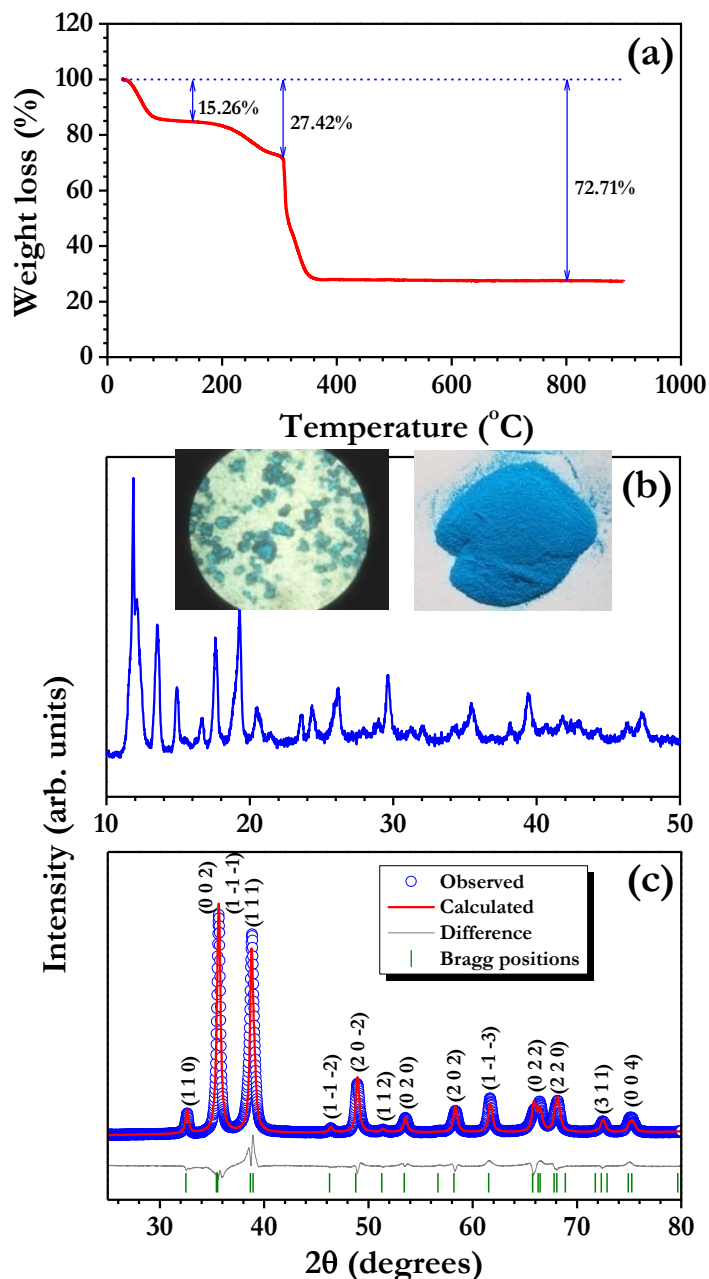 (a)
120
100
80
60
40
20
0
15.26%
27.42%
72.71%
0
200
400
600
800
1000
Weight loss (%)
Temperature (°C)
(b)
10
20
30
40
50
Intensity (arb. units)
(c)
Observed
Calculated
Difference
Bragg positions
(1 1 0)
(0 0 2)
(1 -1 -1)
(1 1 1)
(1 -1 -2)
(2 0 -2)
(1 1 2)
(0 2 0)
(2 0 2)
(1 -1 -3)
(0 2 2)
(2 2 0)
(3 1 1)
(0 0 4)
30
40
50
60
70
80
2θ (degrees)